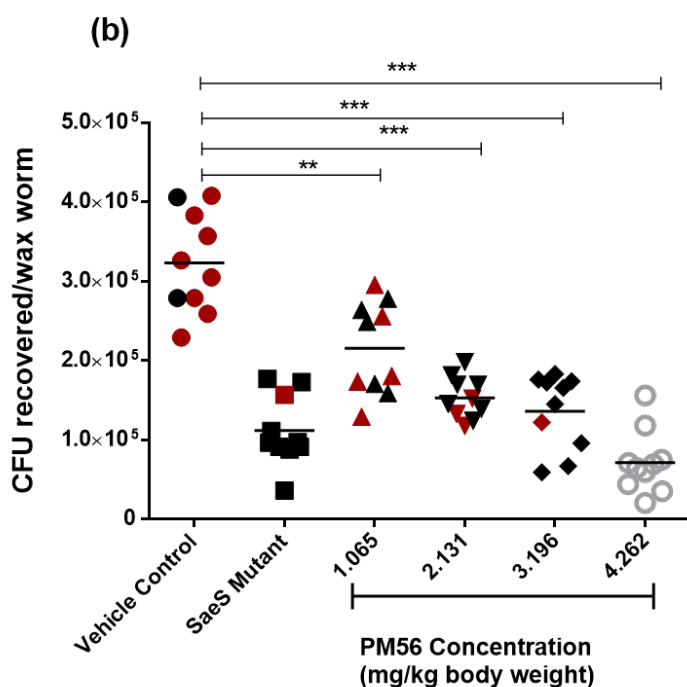 (b)
***
***
***
**
CFU recovered/wax worm
5.0×10⁵
4.0×10⁵
3.0×10⁵
2.0×10⁵
1.0×10⁵
0
Vehicle Control
SaeS Mutant
1.065
2.131
3.196
4.262
PM56 Concentration
(mg/kg body weight)